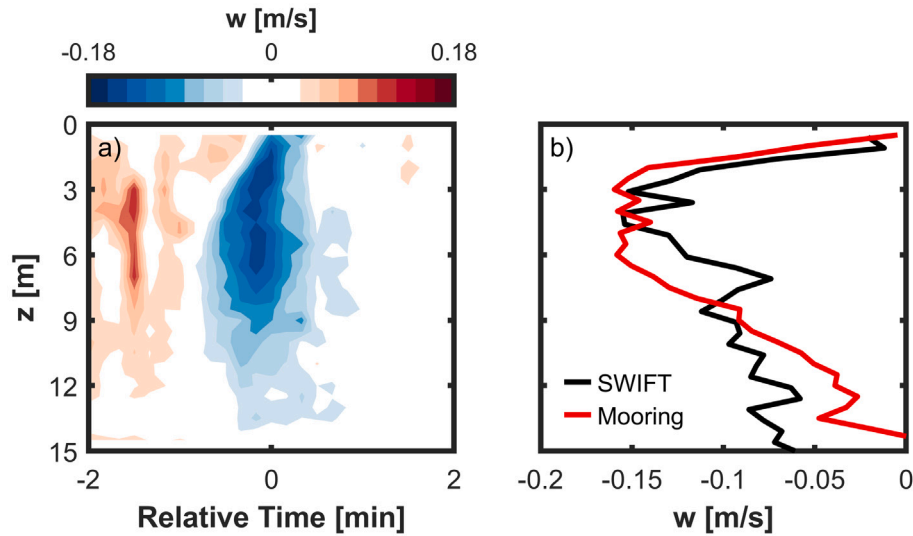 w [m/s]
-0.18 0 0.18
a)
0
3
6
9
12
15
z [m]
-2 0 2
Relative Time [min]
b)
SWIFT
Mooring
-0.2 -0.15 -0.1 -0.05 0
w [m/s]